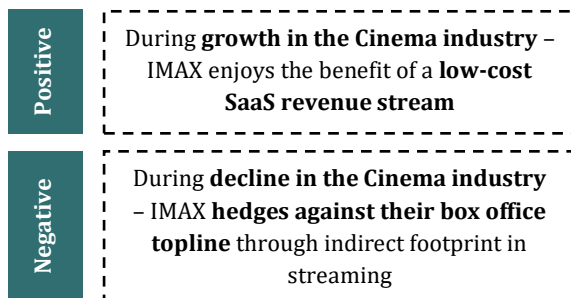 Positive
During growth in the Cinema industry –
IMAX enjoys the benefit of a low-cost
SaaS revenue stream
Negative
During decline in the Cinema industry
– IMAX hedges against their box office
topline through indirect footprint in
streaming